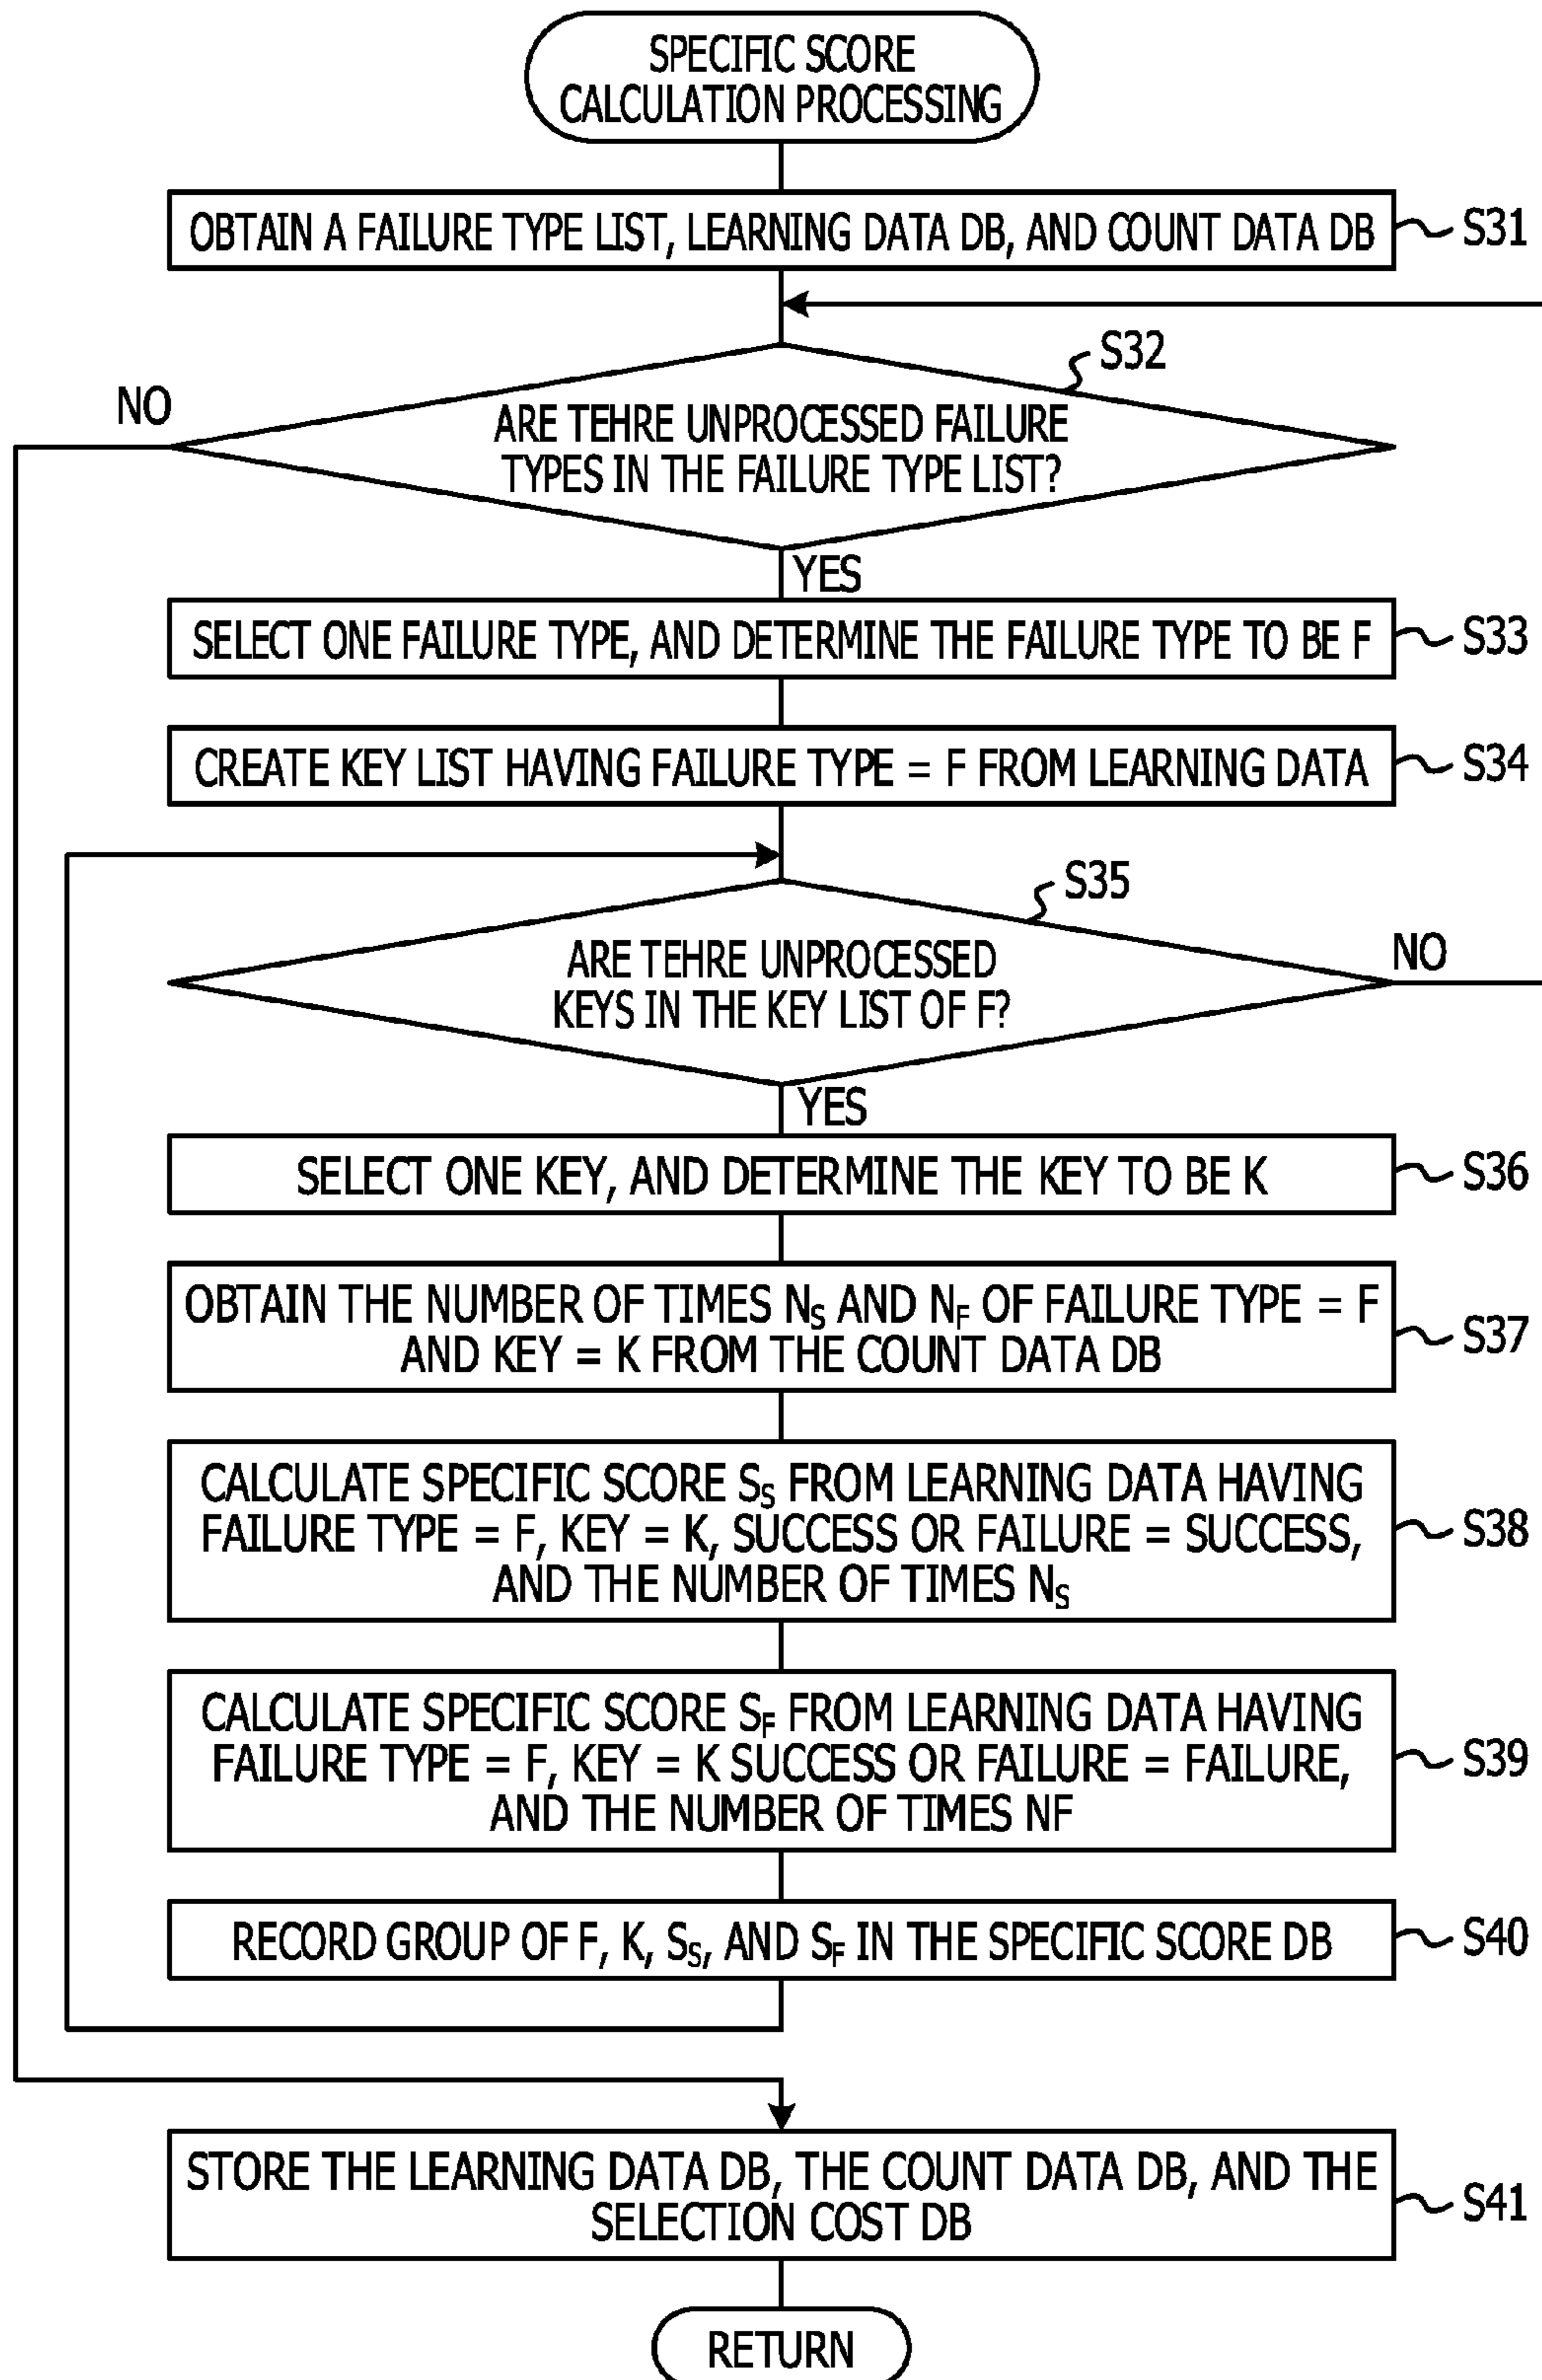 SPECIFIC SCORE
CALCULATION PROCESSING
OBTAIN A FAILURE TYPE LIST, LEARNING DATA DB, AND COUNT DATA DB
S31
S32
NO
ARE TEHRE UNPROCESSED FAILURE
TYPES IN THE FAILURE TYPE LIST?
YES
SELECT ONE FAILURE TYPE, AND DETERMINE THE FAILURE TYPE TO BE F
S33
CREATE KEY LIST HAVING FAILURE TYPE = F FROM LEARNING DATA
S34
S35
NO
ARE TEHRE UNPROCESSED
KEYS IN THE KEY LIST OF F?
YES
SELECT ONE KEY, AND DETERMINE THE KEY TO BE K
S36
OBTAIN THE NUMBER OF TIMES NS AND NF OF FAILURE TYPE = F
AND KEY = K FROM THE COUNT DATA DB
S37
CALCULATE SPECIFIC SCORE SS FROM LEARNING DATA HAVING
FAILURE TYPE = F, KEY = K, SUCCESS OR FAILURE = SUCCESS,
AND THE NUMBER OF TIMES NS
S38
CALCULATE SPECIFIC SCORE SF FROM LEARNING DATA HAVING
FAILURE TYPE = F, KEY = K SUCCESS OR FAILURE = FAILURE,
AND THE NUMBER OF TIMES NF
S39
RECORD GROUP OF F, K, SS, AND SF IN THE SPECIFIC SCORE DB
S40
STORE THE LEARNING DATA DB, THE COUNT DATA DB, AND THE
SELECTION COST DB
S41
RETURN